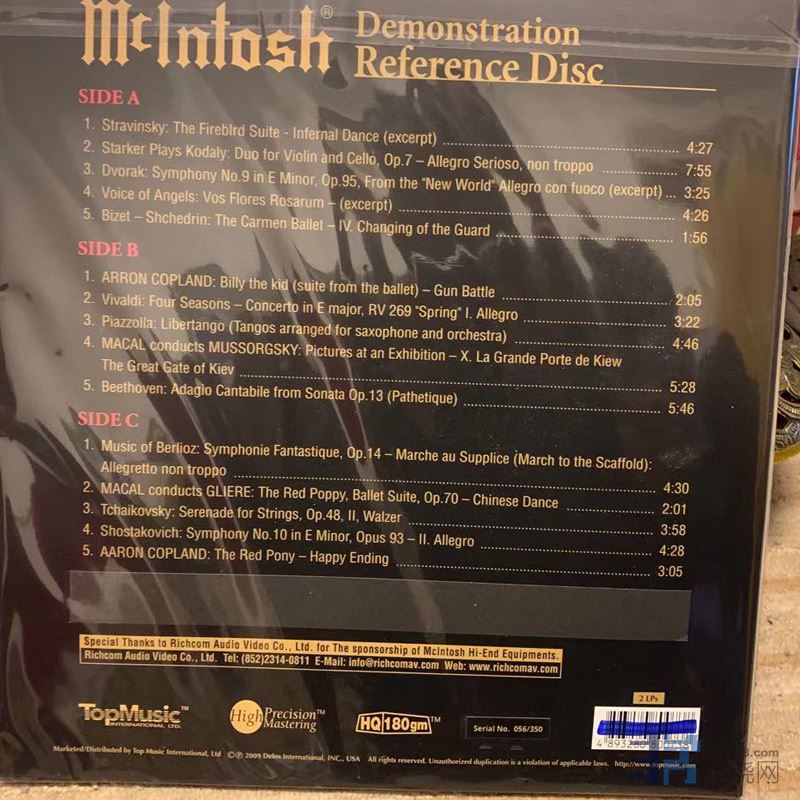 McIntosh® Demonstration
Reference Disc
SIDE A
1. Stravinsky: The Firebird Suite - Infernal Dance (excerpt) 4:27
2. Starker Plays Kodaly: Duo for Violin and Cello, Op.7 – Allegro Serioso, non troppo 7:55
3. Dvorak: Symphony No.9 in E Minor, Op.95, From the "New World" Allegro con fuoco (excerpt) 3:25
4. Voice of Angels: Vos Flores Rosarum – (excerpt) 4:26
5. Bizet – Shchedrin: The Carmen Ballet – IV. Changing of the Guard 1:56
SIDE B
1. ARRON COPLAND: Billy the kid (suite from the ballet) – Gun Battle 2:05
2. Vivaldi: Four Seasons – Concerto in E major, RV 269 "Spring" I. Allegro 3:22
3. Piazzolla: Libertango (Tangos arranged for saxophone and orchestra) 4:46
4. MACAL conducts MUSSORGSKY: Pictures at an Exhibition – X. La Grande Porte de Kiew
The Great Gate of Kiev 5:28
5. Beethoven: Adagio Cantabile from Sonata Op.13 (Pathetique) 5:46
SIDE C
1. Music of Berlioz: Symphonie Fantastique, Op.14 – Marche au Supplice (March to the Scaffold):
Allegretto non troppo 4:30
2. MACAL conducts GLIERE: The Red Poppy, Ballet Suite, Op.70 – Chinese Dance 2:01
3. Tchaikovsky: Serenade for Strings, Op.48, II, Walzer 3:58
4. Shostakovich: Symphony No.10 in E Minor, Opus 93 – II. Allegro 4:28
5. AARON COPLAND: The Red Pony – Happy Ending 3:05
Special Thanks to Richcom Audio Video Co., Ltd. for The sponsorship of McIntosh Hi-End Equipments.
Richcom Audio Video Co., Ltd. Tel: (852)2314-0811 E-Mail: info@richcomav.com Web: www.richcomav.com
TopMusic™
INTERNATIONAL LTD.
High Precision™
Mastering
HQ 180gm™
Serial No. 056/350
2 LPs
Marketed/Distributed by Top Music International, Ltd ©℗ 2009 Delos International, INC., USA All rights reserved. Unauthorized duplication is a violation of applicable laws. http://www.topmusic